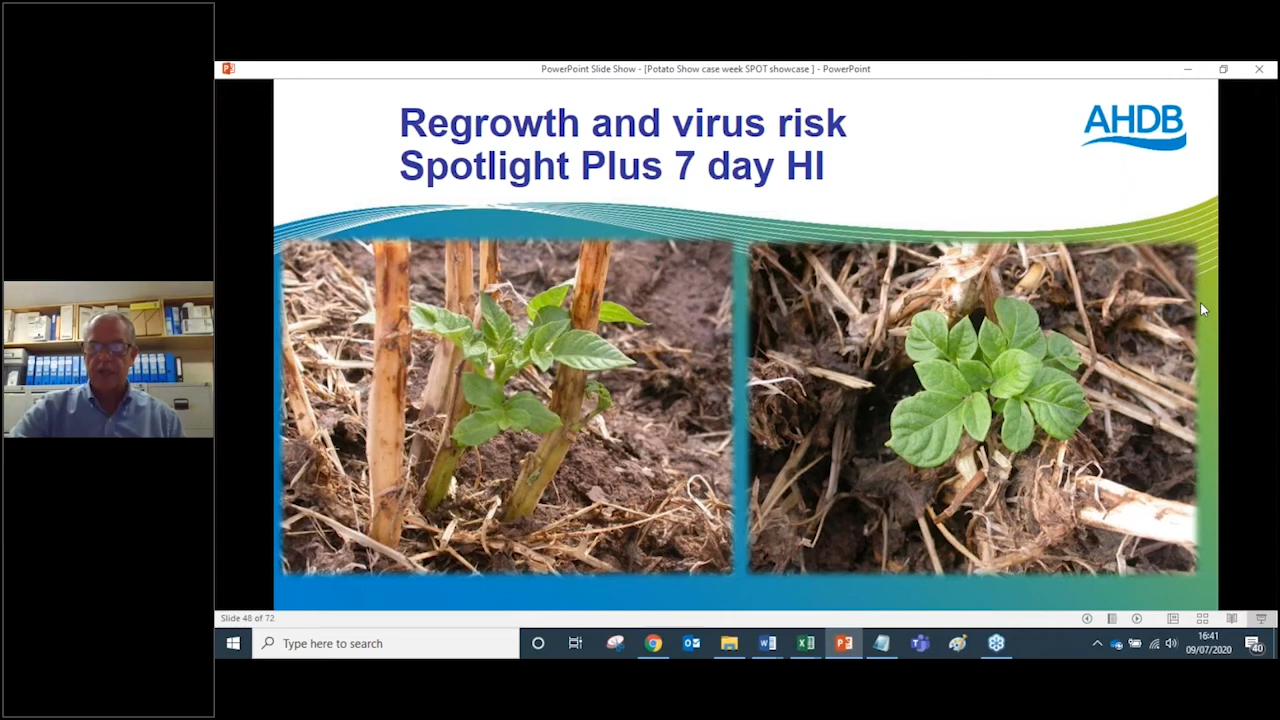 PowerPoint Slide Show - [Potato Show case week SPOT showcase ] - PowerPoint
Regrowth and virus risk
Spotlight Plus 7 day HI
AHDB
Slide 48 of 72
Type here to search
16:41
09/07/2020
40